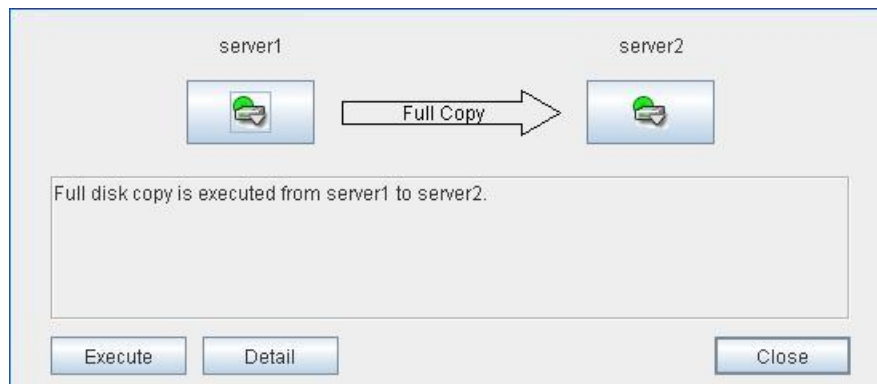 server1
server2
Full Copy
Full disk copy is executed from server1 to server2.
Execute
Detail
Close